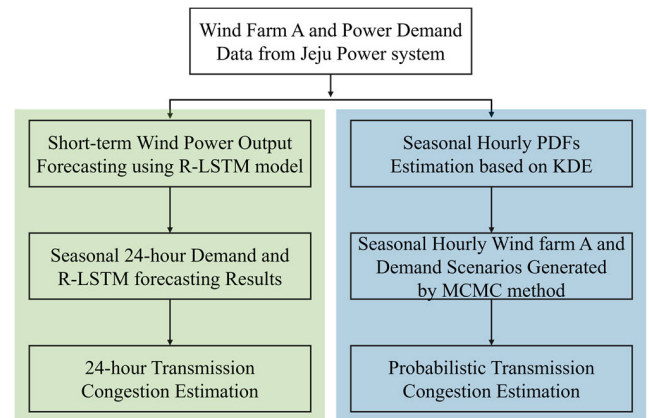 Wind Farm A and Power Demand
Data from Jeju Power system
Short-term Wind Power Output
Forecasting using R-LSTM model
Seasonal 24-hour Demand and
R-LSTM forecasting Results
24-hour Transmission
Congestion Estimation
Seasonal Hourly PDFs
Estimation based on KDE
Seasonal Hourly Wind farm A and
Demand Scenarios Generated
by MCMC method
Probabilistic Transmission
Congestion Estimation